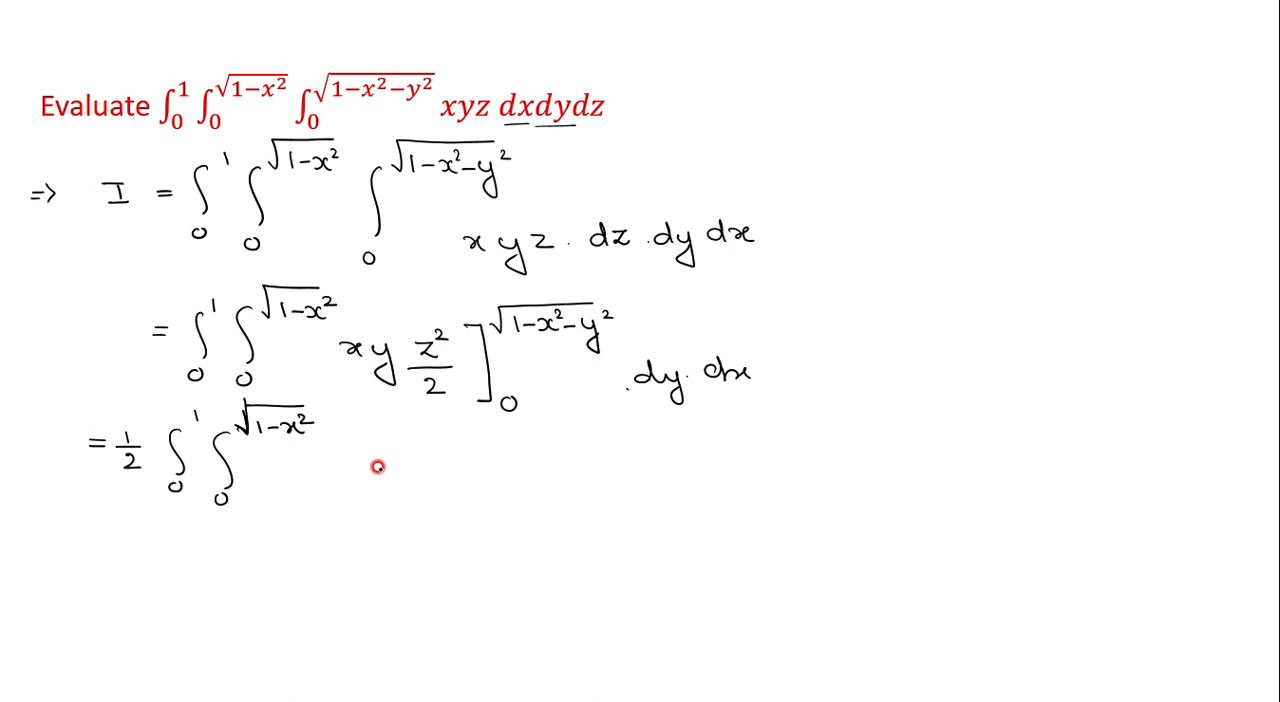 Evaluate ∫₀¹ ∫₀^√(1−x²) ∫₀^√(1−x²−y²) xyz dxdydz
⇒ I = ∫₀¹ ∫₀^√(1−x²) ∫₀^√(1−x²−y²) x y z . dz . dy dx
= ∫₀¹ ∫₀^√(1−x²) x y z²/2 ]₀^√(1−x²−y²) . dy . dx
= 1/2 ∫₀¹ ∫₀^√(1−x²)